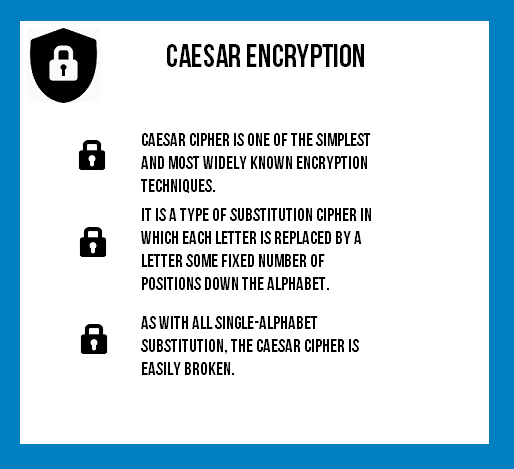 CAESAR ENCRYPTION
CAESAR CIPHER IS ONE OF THE SIMPLEST
AND MOST WIDELY KNOWN ENCRYPTION
TECHNIQUES.
IT IS A TYPE OF SUBSTITUTION CIPHER IN
WHICH EACH LETTER IS REPLACED BY A
LETTER SOME FIXED NUMBER OF
POSITIONS DOWN THE ALPHABET.
AS WITH ALL SINGLE-ALPHABET
SUBSTITUTION, THE CAESAR CIPHER IS
EASILY BROKEN.